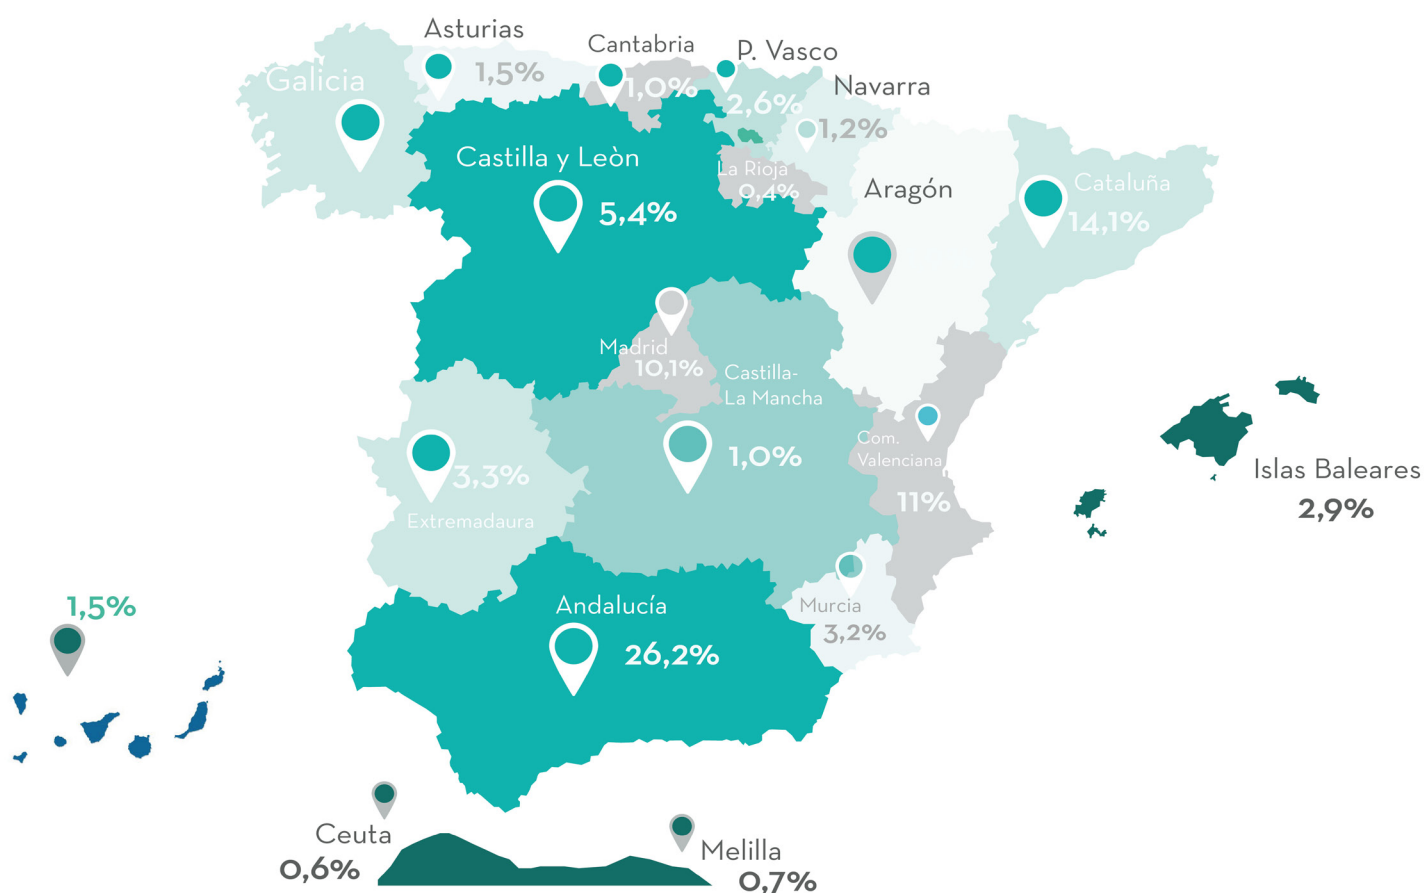 Asturias
1,5%
Cantabria
1,0%
P. Vasco
2,6%
Navarra
1,2%
Galicia
Castilla y Leòn
5,4%
La Rioja
0,4%
Aragón
Cataluña
14,1%
Madrid
10,1%
Castilla-
La Mancha
1,0%
Com.
Valenciana
11%
Islas Baleares
2,9%
3,3%
Extremadaura
1,5%
Andalucía
26,2%
Murcia
3,2%
Ceuta
0,6%
Melilla
0,7%